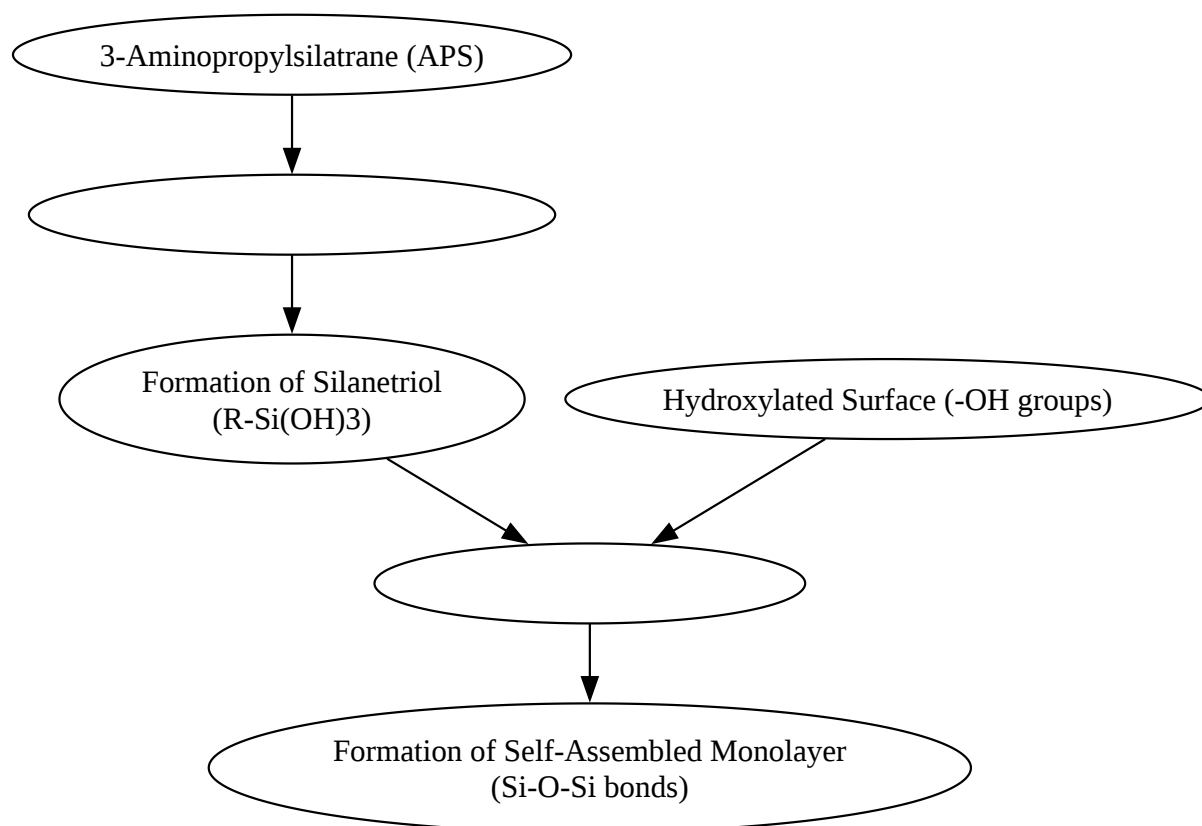 3-Aminopropylsilatrane (APS)
Formation of Silanetriol
(R-Si(OH)3)
Hydroxylated Surface (-OH groups)
Formation of Self-Assembled Monolayer
(Si-O-Si bonds)